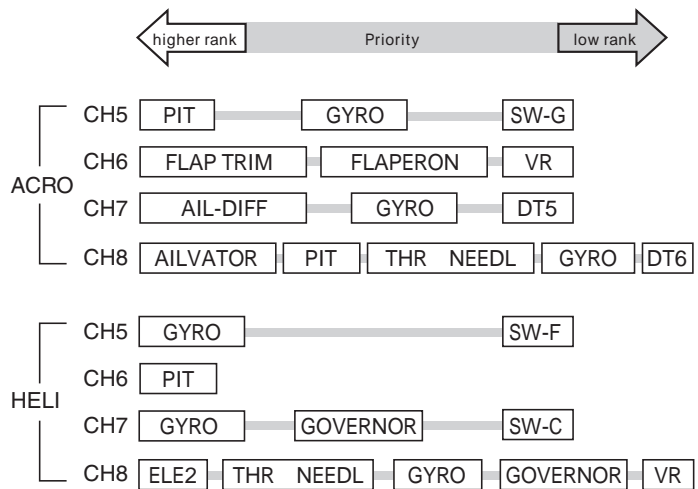 higher rank Priority low rank
CH5 PIT GYRO SW-G
CH6 FLAP TRIM FLAPERON VR
ACRO
CH7 AIL-DIFF GYRO DT5
CH8 AILVATOR PIT THR NEEDL GYRO DT6
CH5 GYRO SW-F
CH6 PIT
HELI
CH7 GYRO GOVERNOR SW-C
CH8 ELE2 THR NEEDL GYRO GOVERNOR VR